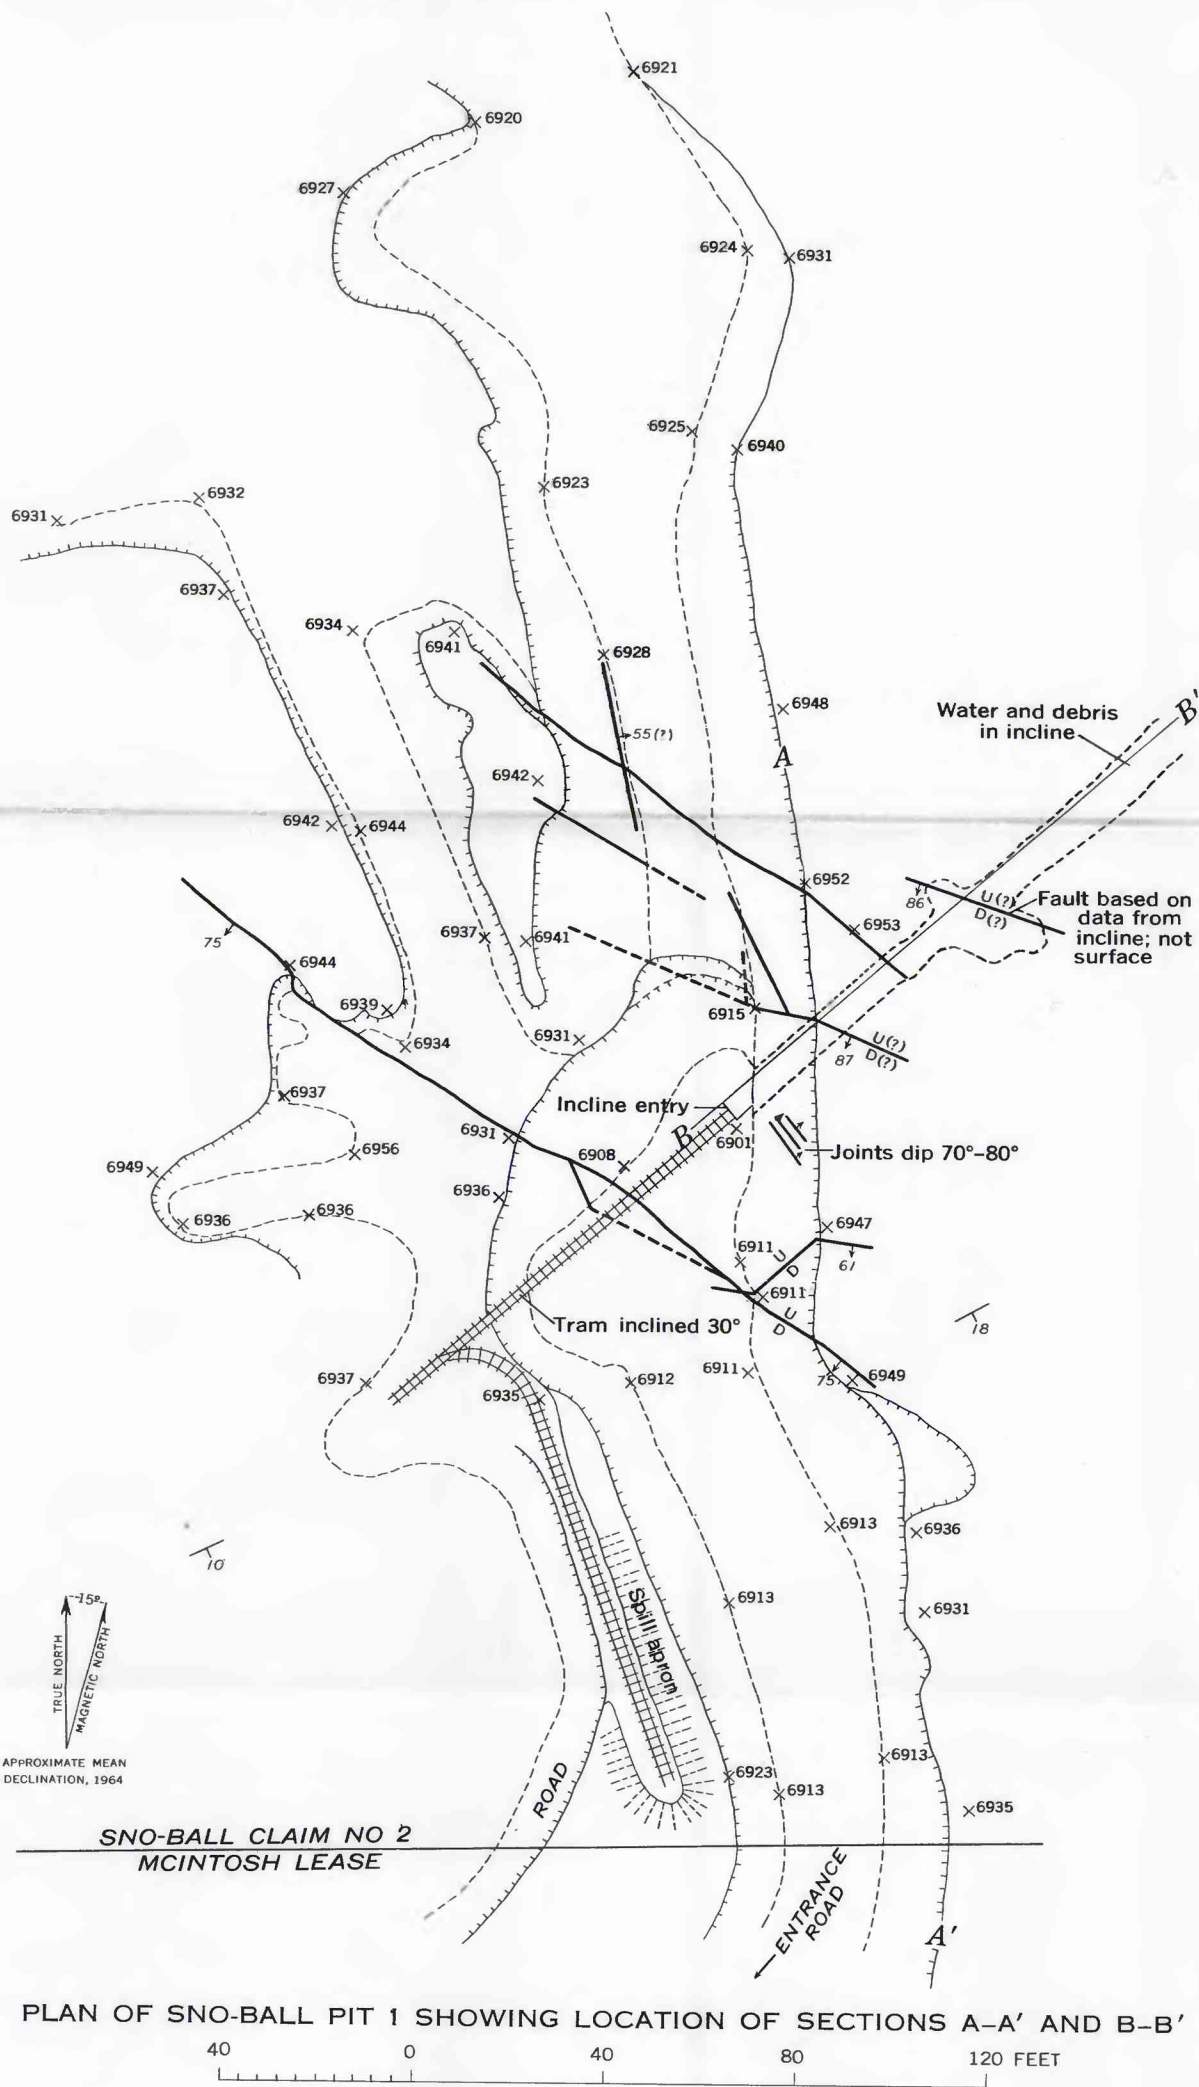 6921
6920
6927
6924
6931
6925
6940
6923
6932
6931
6937
6934
6941
6928
6948
B'
Water and debris
in incline
55(?)
A
6942
6942
6944
6952
86
U(?)
D(?)
Fault based on
data from
incline; not
surface
6953
75
6937
6941
6944
6939
6915
6934
6931
U(?)
D(?)
87
6937
Incline entry
B
6931
6901
6908
Joints dip 70°–80°
6956
6949
6936
6936
6936
6947
6911
U
D
61
6911
U
D
Tram inclined 30°
18
6937
6935
6912
6911
75
6949
6913
6936
10
15°
TRUE NORTH
MAGNETIC NORTH
APPROXIMATE MEAN
DECLINATION, 1964
6913
6931
Spill apron
6913
6923
6913
6935
ROAD
SNO-BALL CLAIM NO 2
MCINTOSH LEASE
ENTRANCE
ROAD
A'
PLAN OF SNO-BALL PIT 1 SHOWING LOCATION OF SECTIONS A–A' AND B–B'
40 0 40 80 120 FEET